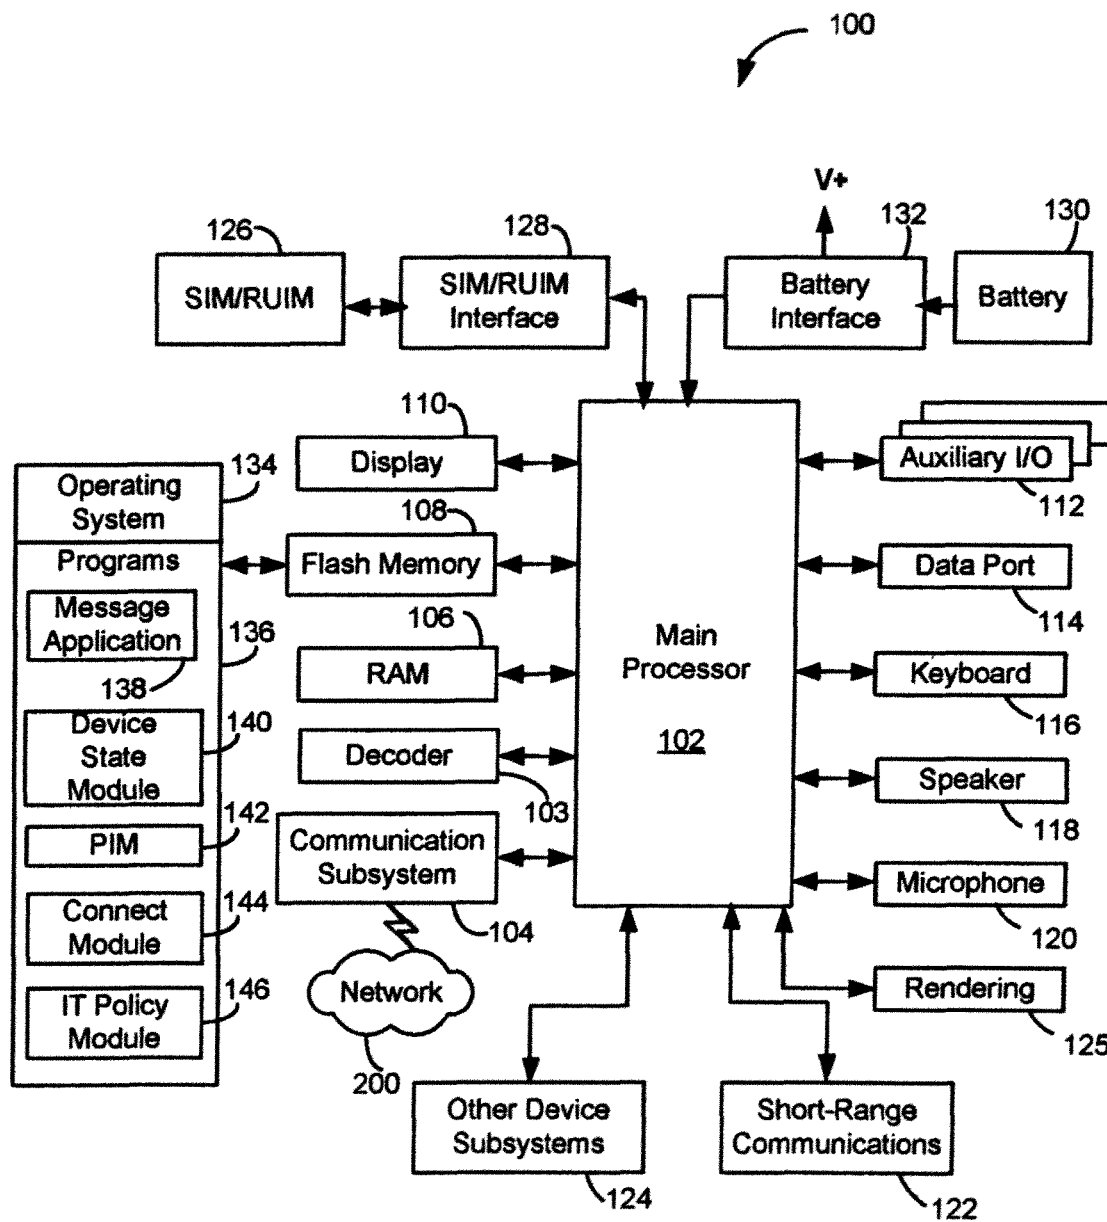 100
V+
126
128
132
130
SIM/RUIM
SIM/RUIM
Interface
Battery
Interface
Battery
110
Display
Auxiliary I/O
112
134
Operating
System
108
Flash Memory
Data Port
114
Programs
Message
Application
138
136
106
RAM
Main
Processor
102
Keyboard
116
Device
State
Module
140
Decoder
103
Speaker
118
PIM
142
Communication
Subsystem
104
Microphone
120
Connect
Module
144
Network
200
Rendering
125
IT Policy
Module
146
Other Device
Subsystems
124
Short-Range
Communications
122